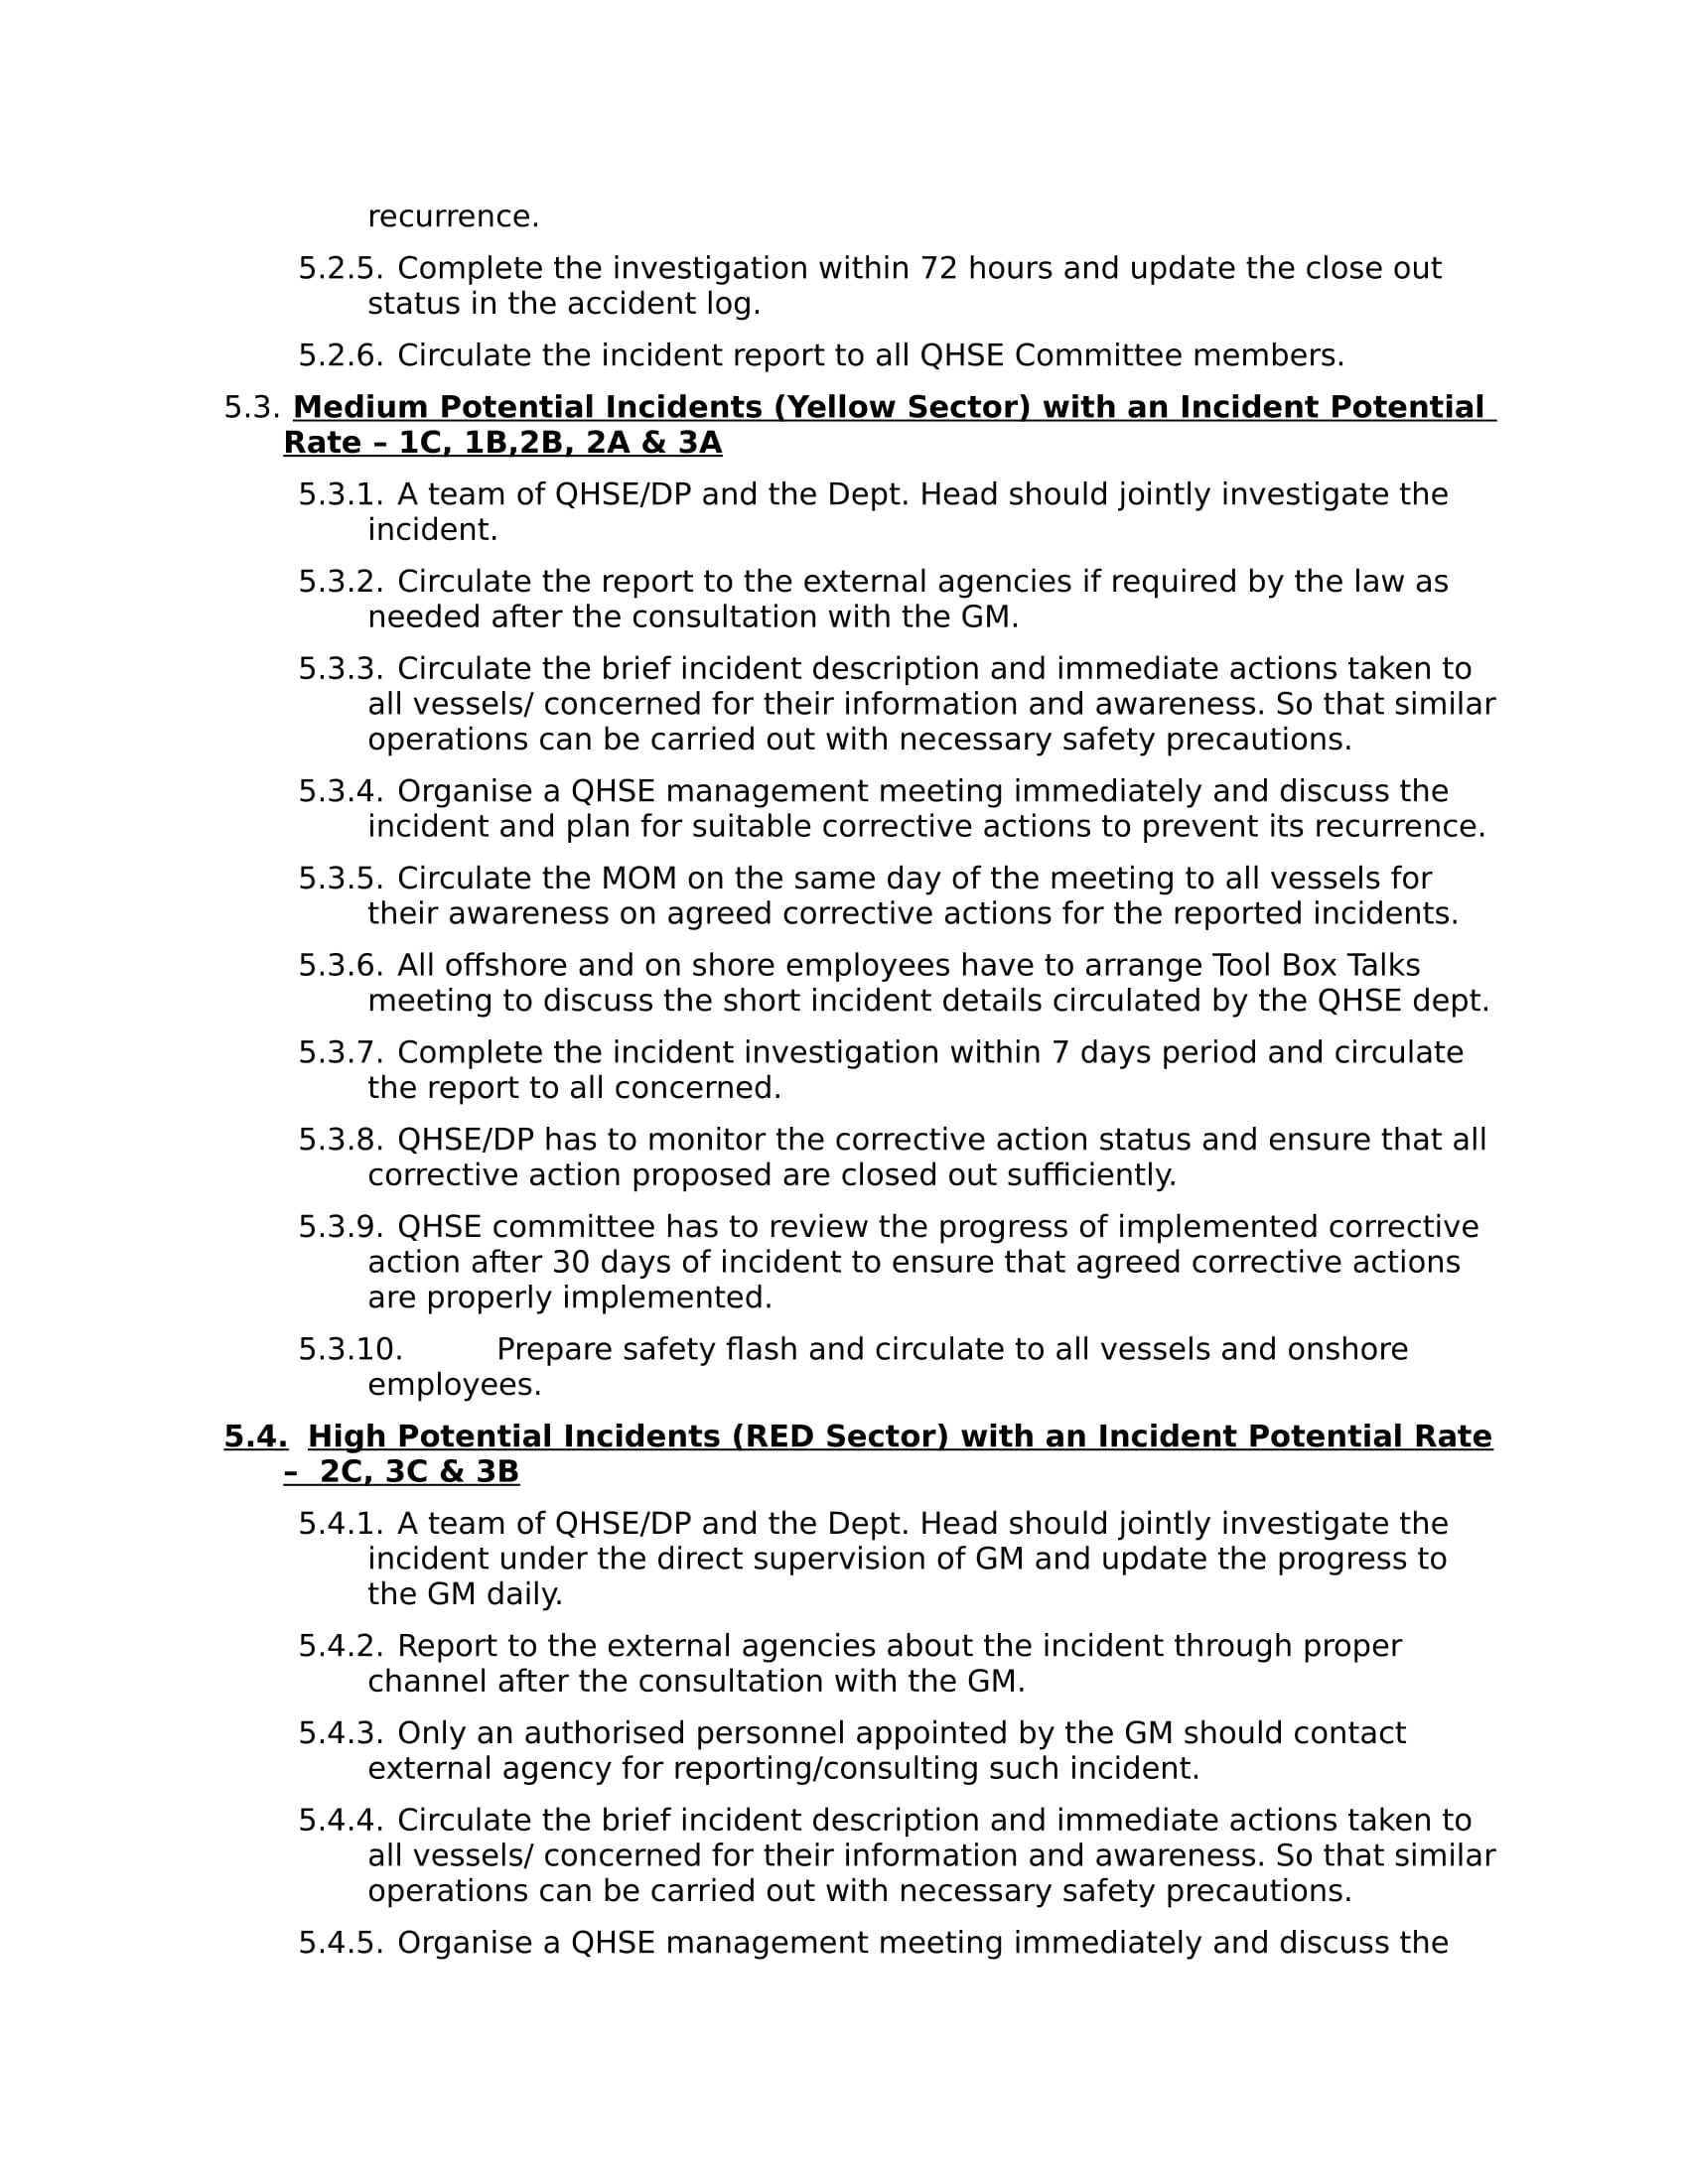 recurrence.
5.2.5. Complete the investigation within 72 hours and update the close out
status in the accident log.
5.2.6. Circulate the incident report to all QHSE Committee members.
5.3. Medium Potential Incidents (Yellow Sector) with an Incident Potential
Rate – 1C, 1B,2B, 2A & 3A
5.3.1. A team of QHSE/DP and the Dept. Head should jointly investigate the
incident.
5.3.2. Circulate the report to the external agencies if required by the law as
needed after the consultation with the GM.
5.3.3. Circulate the brief incident description and immediate actions taken to
all vessels/ concerned for their information and awareness. So that similar
operations can be carried out with necessary safety precautions.
5.3.4. Organise a QHSE management meeting immediately and discuss the
incident and plan for suitable corrective actions to prevent its recurrence.
5.3.5. Circulate the MOM on the same day of the meeting to all vessels for
their awareness on agreed corrective actions for the reported incidents.
5.3.6. All offshore and on shore employees have to arrange Tool Box Talks
meeting to discuss the short incident details circulated by the QHSE dept.
5.3.7. Complete the incident investigation within 7 days period and circulate
the report to all concerned.
5.3.8. QHSE/DP has to monitor the corrective action status and ensure that all
corrective action proposed are closed out sufficiently.
5.3.9. QHSE committee has to review the progress of implemented corrective
action after 30 days of incident to ensure that agreed corrective actions
are properly implemented.
5.3.10. Prepare safety flash and circulate to all vessels and onshore
employees.
5.4. High Potential Incidents (RED Sector) with an Incident Potential Rate
– 2C, 3C & 3B
5.4.1. A team of QHSE/DP and the Dept. Head should jointly investigate the
incident under the direct supervision of GM and update the progress to
the GM daily.
5.4.2. Report to the external agencies about the incident through proper
channel after the consultation with the GM.
5.4.3. Only an authorised personnel appointed by the GM should contact
external agency for reporting/consulting such incident.
5.4.4. Circulate the brief incident description and immediate actions taken to
all vessels/ concerned for their information and awareness. So that similar
operations can be carried out with necessary safety precautions.
5.4.5. Organise a QHSE management meeting immediately and discuss the